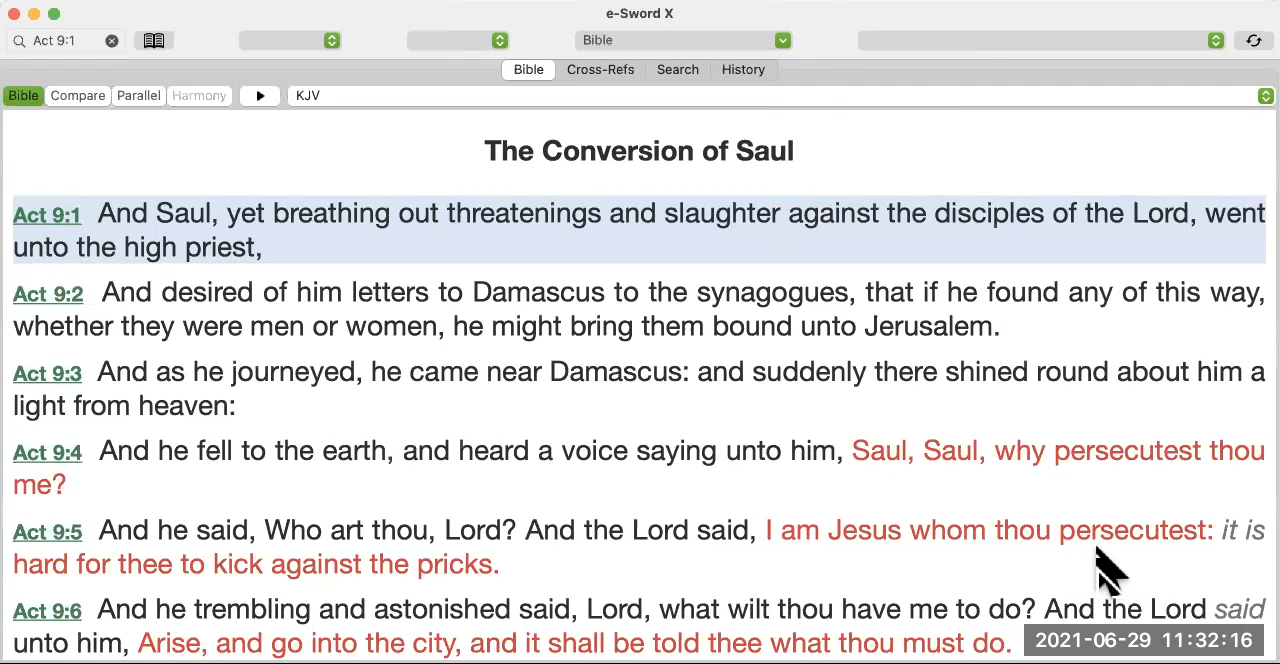 e-Sword X
Act 9:1
Bible
Bible Cross-Refs Search History
Bible Compare Parallel Harmony KJV
The Conversion of Saul
Act 9:1 And Saul, yet breathing out threatenings and slaughter against the disciples of the Lord, went
unto the high priest,
Act 9:2 And desired of him letters to Damascus to the synagogues, that if he found any of this way,
whether they were men or women, he might bring them bound unto Jerusalem.
Act 9:3 And as he journeyed, he came near Damascus: and suddenly there shined round about him a
light from heaven:
Act 9:4 And he fell to the earth, and heard a voice saying unto him, Saul, Saul, why persecutest thou
me?
Act 9:5 And he said, Who art thou, Lord? And the Lord said, I am Jesus whom thou persecutest: it is
hard for thee to kick against the pricks.
Act 9:6 And he trembling and astonished said, Lord, what wilt thou have me to do? And the Lord said
unto him, Arise, and go into the city, and it shall be told thee what thou must do.
2021-06-29 11:32:16